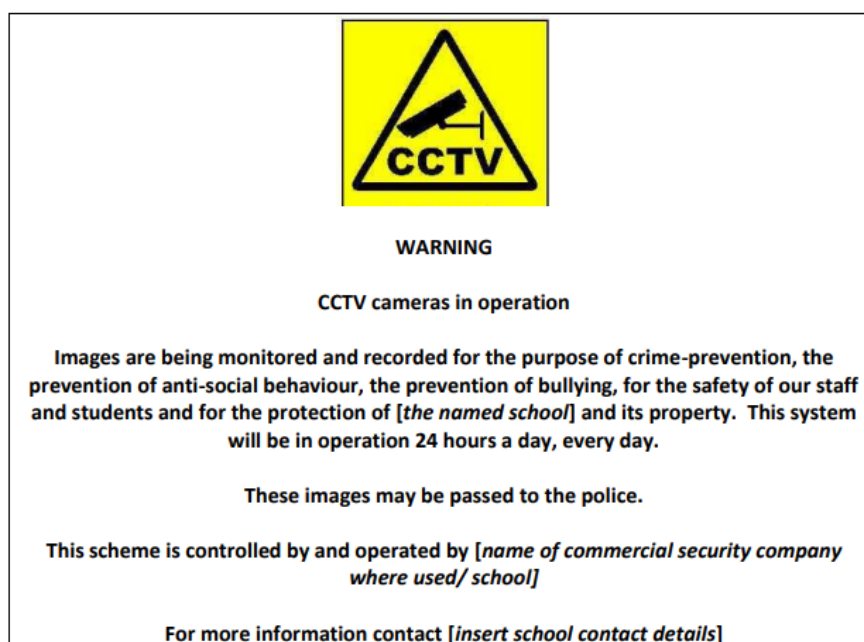 CCTV
WARNING
CCTV cameras in operation
Images are being monitored and recorded for the purpose of crime-prevention, the
prevention of anti-social behaviour, the prevention of bullying, for the safety of our staff
and students and for the protection of [the named school] and its property.  This system
will be in operation 24 hours a day, every day.
These images may be passed to the police.
This scheme is controlled by and operated by [name of commercial security company
where used/ school]
For more information contact [insert school contact details]